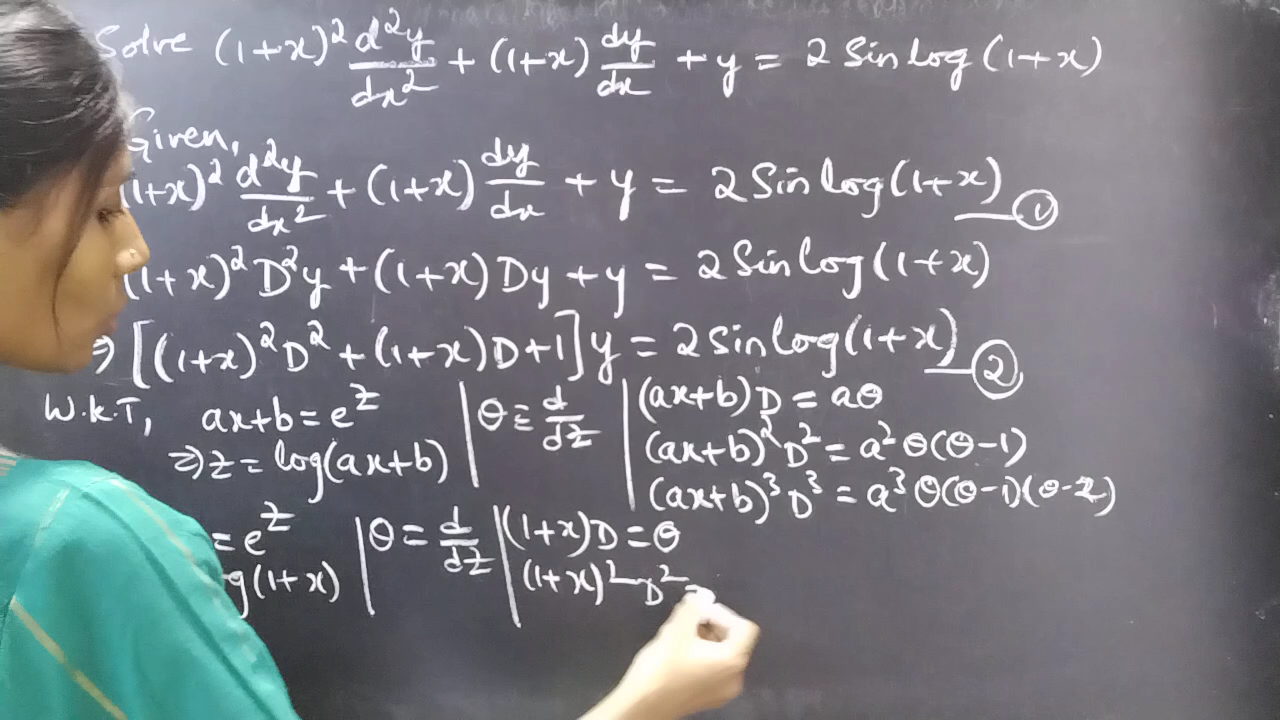 Solve (1+x)² d²y/dx² + (1+x) dy/dx + y = 2 Sin log (1+x)
Given,
1+x)² d²y/dx² + (1+x) dy/dx + y = 2 Sin log (1+x) — ①
(1+x)² D²y + (1+x) Dy + y = 2 Sin log (1+x)
⇒ [(1+x)² D² + (1+x) D + 1] y = 2 Sin log (1+x) — ②
W.K.T, ax+b = e^z | θ = d/dz | (ax+b) D = aθ
⇒ z = log(ax+b) | (ax+b)² D² = a² θ(θ-1)
(ax+b)³ D³ = a³ θ(θ-1)(θ-2)
= e^z | θ = d/dz | (1+x) D = θ
g(1+x) | (1+x)² D² =